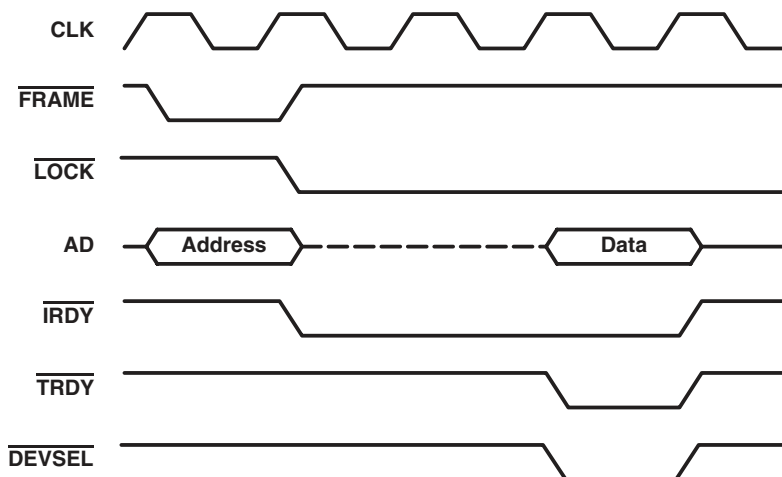 CLK
FRAME
LOCK
AD Address Data
IRDY
TRDY
DEVSEL